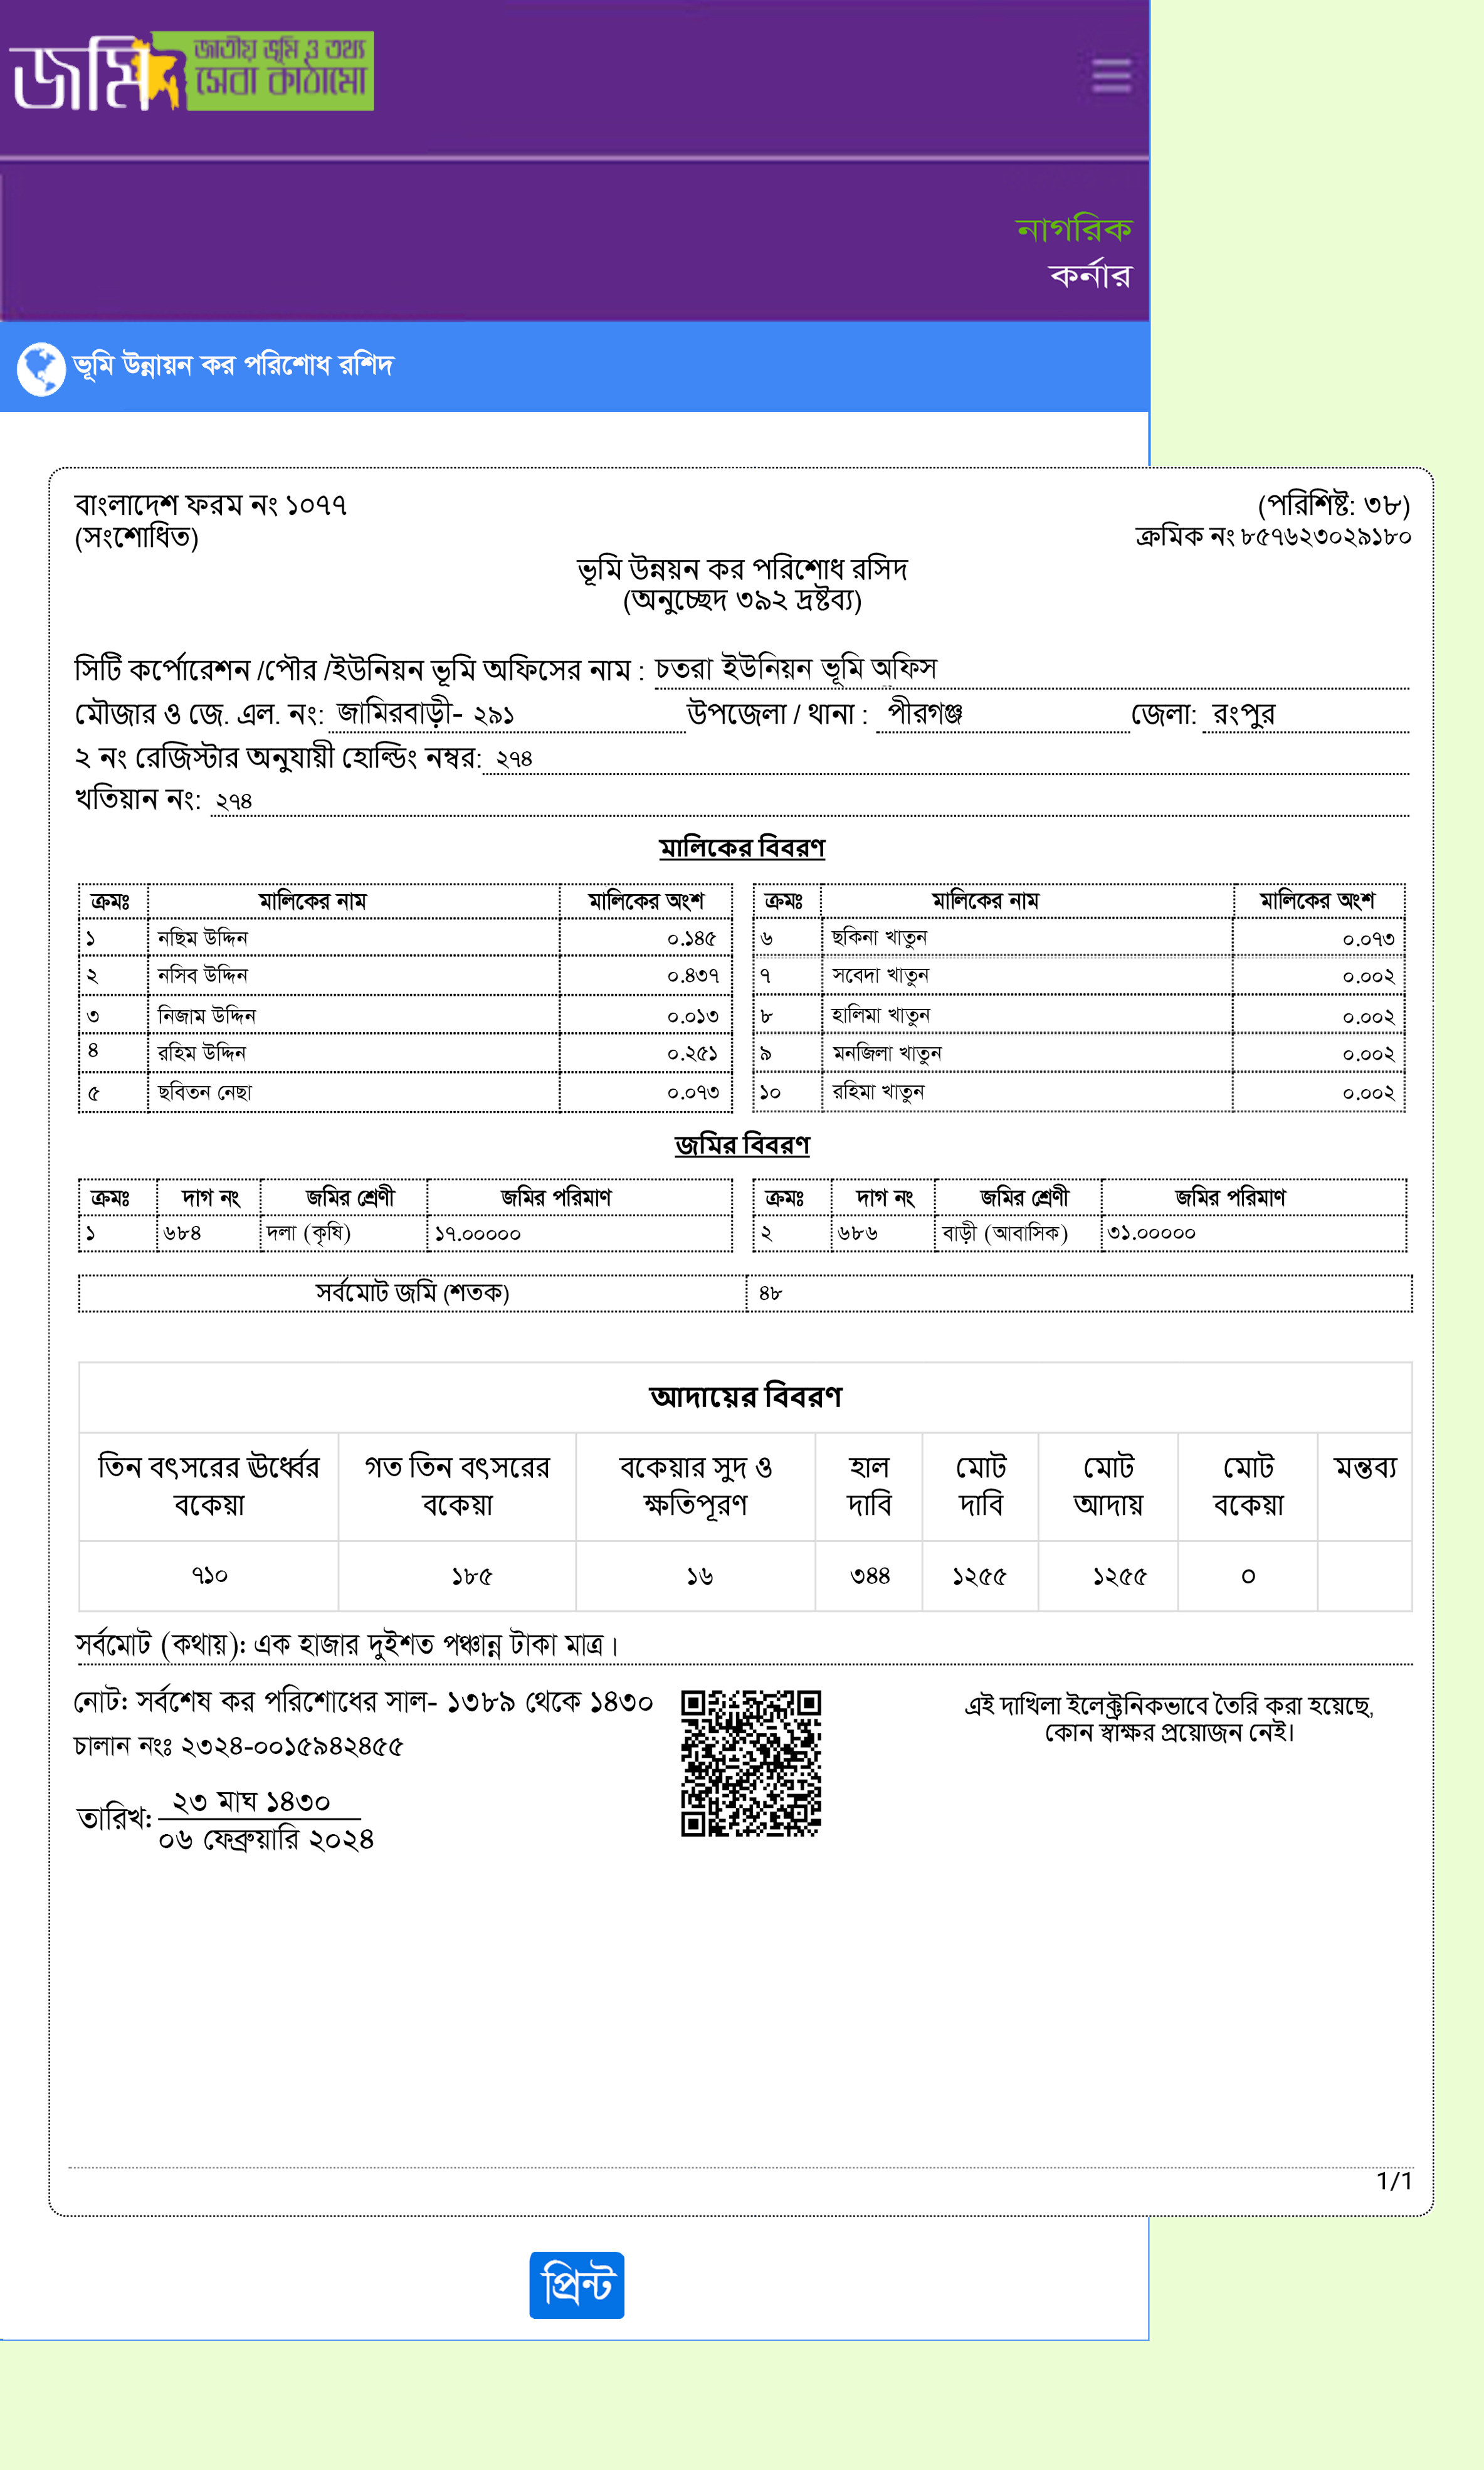 জমি জাতীয় ভূমি ও তথ্য
সেবা কাঠামো
নাগরিক
কর্নার
ভূমি উন্নায়ন কর পরিশোধ রশিদ
বাংলাদেশ ফরম নং ১০৭৭
(সংশোধিত)
(পরিশিষ্ট: ৩৮)
ক্রমিক নং ৮৫৭৬২৩০২৯১৮০
ভূমি উন্নয়ন কর পরিশোধ রসিদ
(অনুচ্ছেদ ৩৯২ দ্রষ্টব্য)
সিটি কর্পোরেশন /পৌর /ইউনিয়ন ভূমি অফিসের নাম : চতরা ইউনিয়ন ভূমি অফিস
মৌজার ও জে. এল. নং: জামিরবাড়ী- ২৯১ উপজেলা / থানা : পীরগঞ্জ জেলা: রংপুর
২ নং রেজিস্টার অনুযায়ী হোল্ডিং নম্বর: ২৭৪
খতিয়ান নং: ২৭৪
মালিকের বিবরণ
ক্রমঃ মালিকের নাম মালিকের অংশ ক্রমঃ মালিকের নাম মালিকের অংশ
১ নছিম উদ্দিন ০.১৪৫ ৬ ছকিনা খাতুন ০.০৭৩
২ নসিব উদ্দিন ০.৪৩৭ ৭ সবেদা খাতুন ০.০০২
৩ নিজাম উদ্দিন ০.০১৩ ৮ হালিমা খাতুন ০.০০২
৪ রহিম উদ্দিন ০.২৫১ ৯ মনজিলা খাতুন ০.০০২
৫ ছবিতন নেছা ০.০৭৩ ১০ রহিমা খাতুন ০.০০২
জমির বিবরণ
ক্রমঃ দাগ নং জমির শ্রেণী জমির পরিমাণ ক্রমঃ দাগ নং জমির শ্রেণী জমির পরিমাণ
১ ৬৮৪ দলা (কৃষি) ১৭.০০০০০ ২ ৬৮৬ বাড়ী (আবাসিক) ৩১.০০০০০
সর্বমোট জমি (শতক) ৪৮
আদায়ের বিবরণ
তিন বৎসরের ঊর্ধ্বের বকেয়া গত তিন বৎসরের বকেয়া বকেয়ার সুদ ও ক্ষতিপূরণ হাল দাবি মোট দাবি মোট আদায় মোট বকেয়া মন্তব্য
৭১০ ১৮৫ ১৬ ৩৪৪ ১২৫৫ ১২৫৫ ০
সর্বমোট (কথায়): এক হাজার দুইশত পঞ্চান্ন টাকা মাত্র।
নোট: সর্বশেষ কর পরিশোধের সাল- ১৩৮৯ থেকে ১৪৩০
চালান নংঃ ২৩২৪-০০১৫৯৪২৪৫৫
তারিখ: ২৩ মাঘ ১৪৩০
০৬ ফেব্রুয়ারি ২০২৪
এই দাখিলা ইলেক্ট্রনিকভাবে তৈরি করা হয়েছে,
কোন স্বাক্ষর প্রয়োজন নেই।
1/1
প্রিন্ট